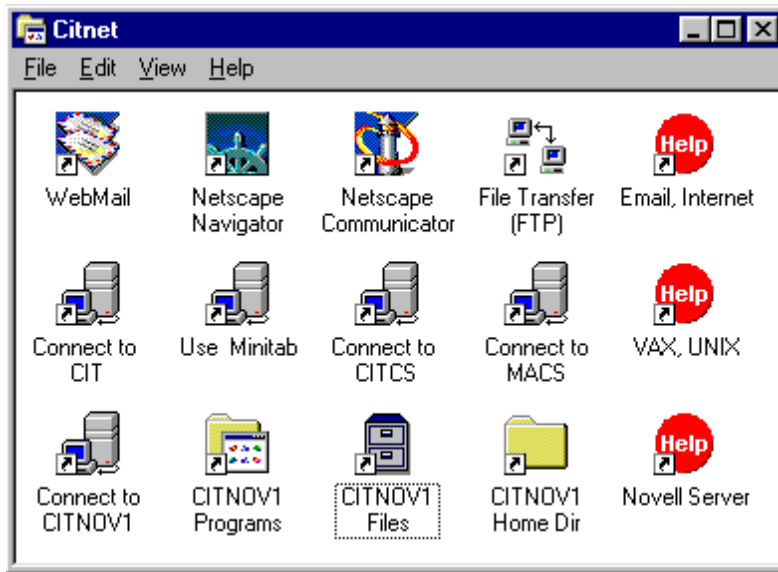 Citnet
File Edit View Help
WebMail
Netscape
Navigator
Netscape
Communicator
File Transfer
(FTP)
Help
Email, Internet
Connect to
CIT
Use Minitab
Connect to
CITCS
Connect to
MACS
Help
VAX, UNIX
Connect to
CITNOV1
CITNOV1
Programs
CITNOV1
Files
CITNOV1
Home Dir
Help
Novell Server